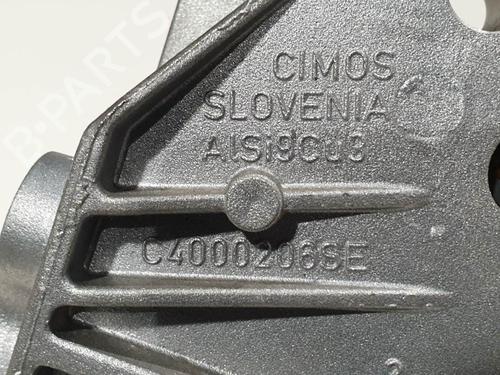 B-PARTS
CIMOS
SLOVENIA
AlSi9Cu3
C4000206SE